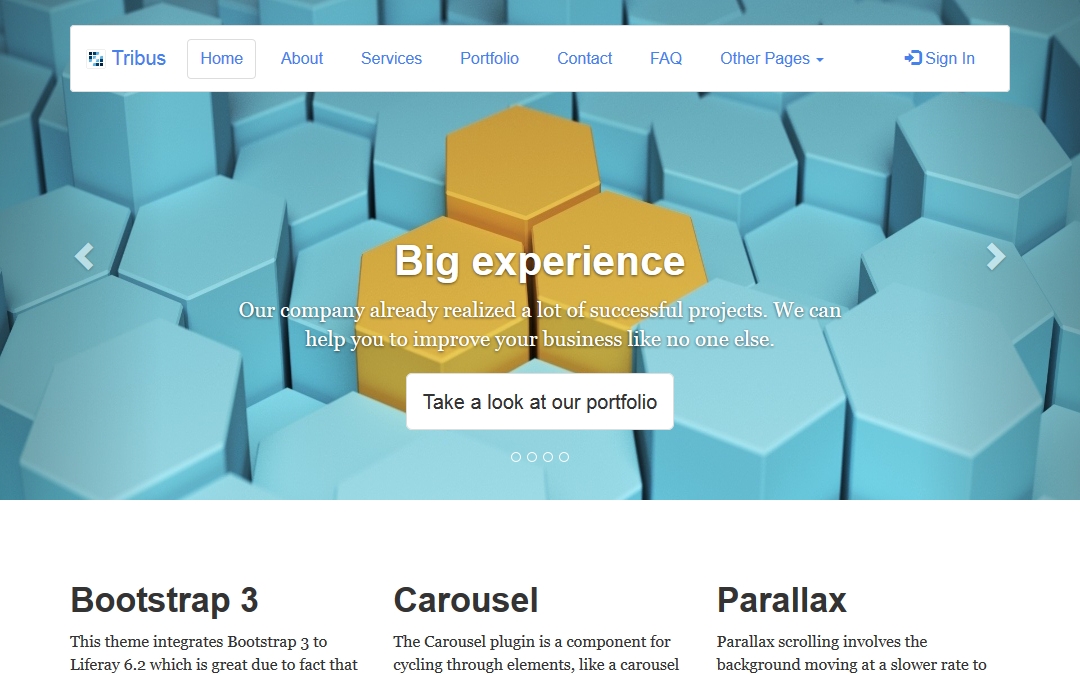 Tribus Home About Services Portfolio Contact FAQ Other Pages Sign In
Big experience
Our company already realized a lot of successful projects. We can
help you to improve your business like no one else.
Take a look at our portfolio
Bootstrap 3
This theme integrates Bootstrap 3 to
Liferay 6.2 which is great due to fact that
Carousel
The Carousel plugin is a component for
cycling through elements, like a carousel
Parallax
Parallax scrolling involves the
background moving at a slower rate to